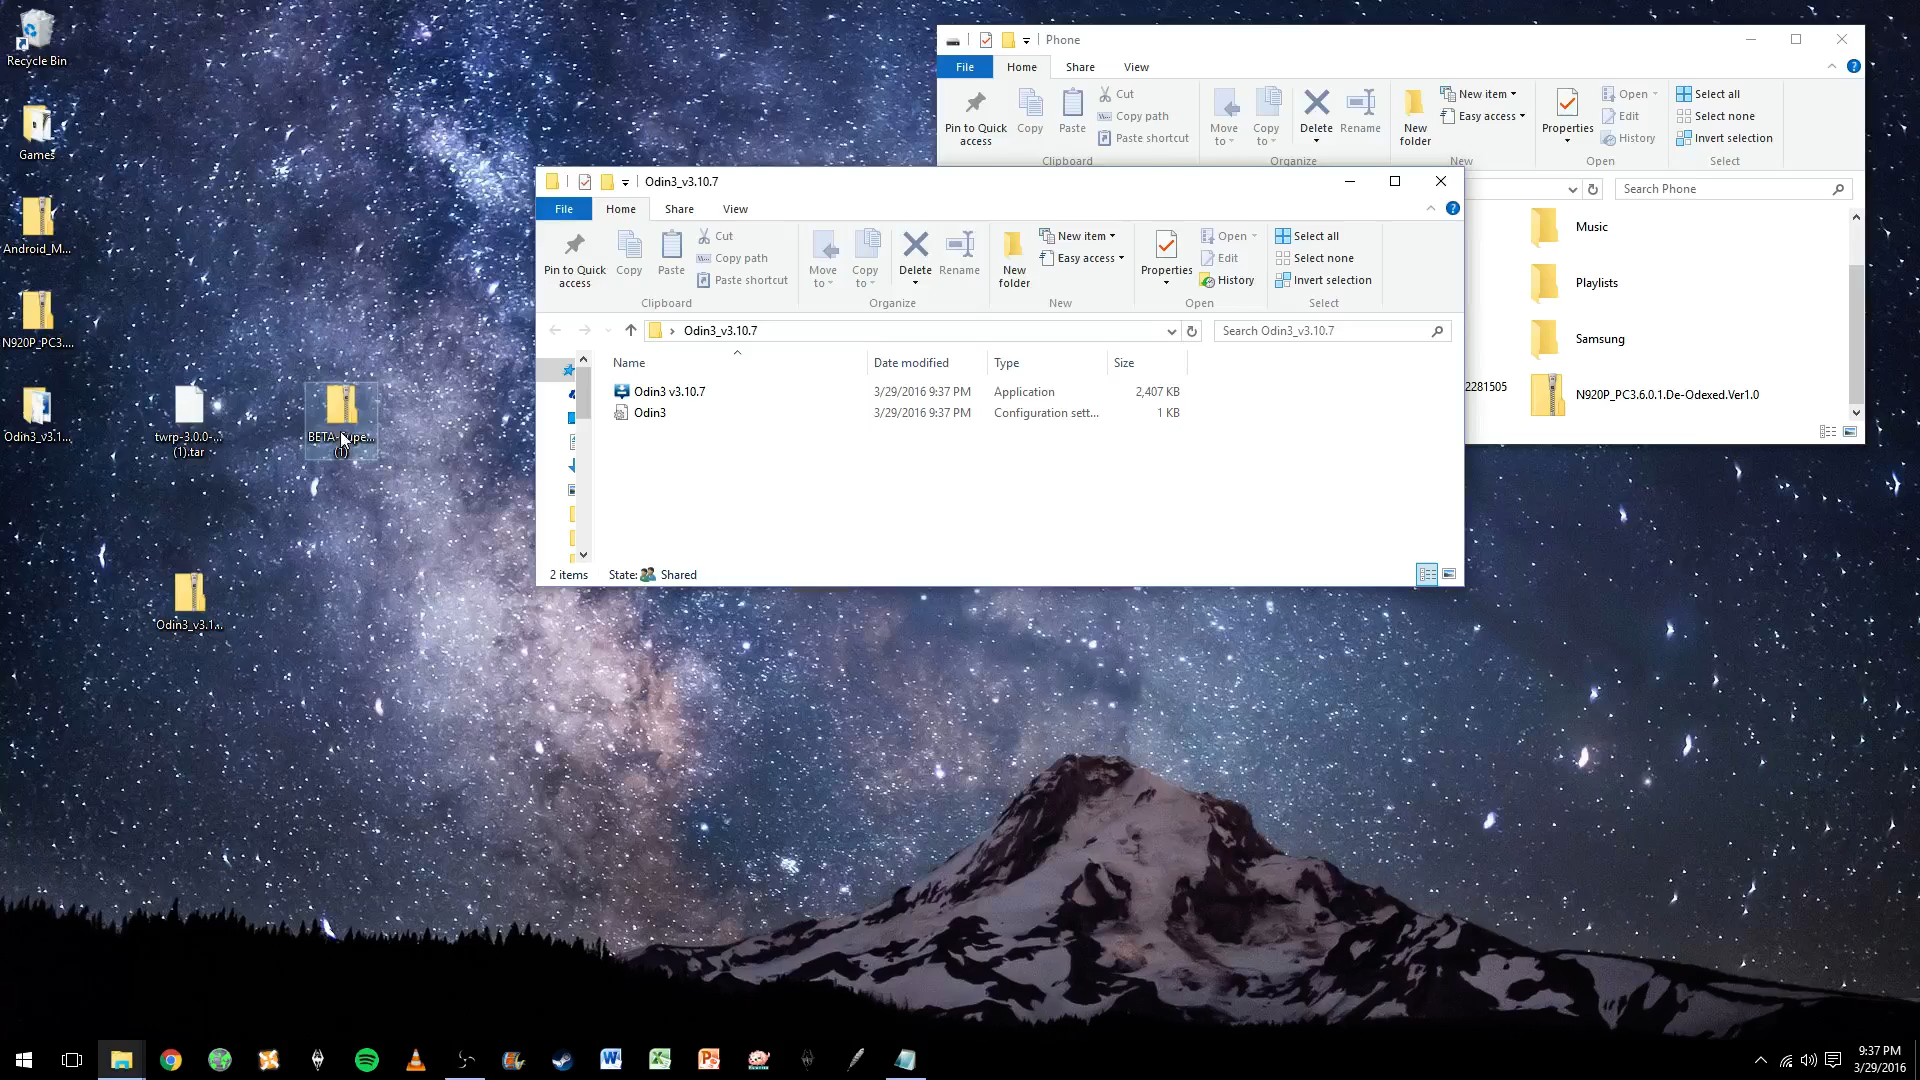 Recycle Bin
Games
Android_M...
N920P_PC3....
Odin3_v3.1...
twrp-3.0.0-...
(1).tar
BETA-Supe...
(1)
Odin3_v3.1...
Phone
File
Home
Share
View
Pin to Quick
access
Copy
Paste
Cut
Copy path
Paste shortcut
Clipboard
Move
to
Copy
to
Delete
Rename
Organize
New
folder
New item
Easy access
New
Properties
Open
Edit
History
Open
Select all
Select none
Invert selection
Select
Search Phone
Music
Playlists
Samsung
2281505
N920P_PC3.6.0.1.De-Odexed.Ver1.0
Odin3_v3.10.7
File
Home
Share
View
Pin to Quick
access
Copy
Paste
Cut
Copy path
Paste shortcut
Clipboard
Move
to
Copy
to
Delete
Rename
Organize
New
folder
New item
Easy access
New
Properties
Open
Edit
History
Open
Select all
Select none
Invert selection
Select
Odin3_v3.10.7
Search Odin3_v3.10.7
Name
Date modified
Type
Size
Odin3 v3.10.7
3/29/2016 9:37 PM
Application
2,407 KB
Odin3
3/29/2016 9:37 PM
Configuration sett...
1 KB
2 items
State:
Shared
9:37 PM
3/29/2016